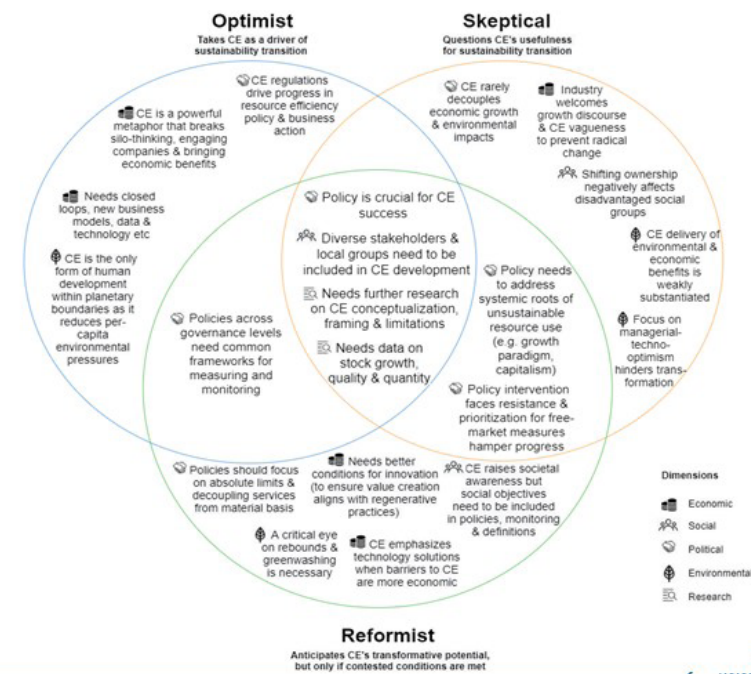 Optimist
Takes CE as a driver of
sustainability transition
Skeptical
Questions CE's usefulness
for sustainability transition
CE regulations
drive progress in
resource efficiency
policy & business
action
CE is a powerful
metaphor that breaks
silo-thinking, engaging
companies & bringing
economic benefits
Needs closed
loops, new business
models, data &
technology etc
CE is the only
form of human
development
within planetary
boundaries as it
reduces per-
capita
environmental
pressures
CE rarely
decouples
economic growth
& environmental
impacts
Industry
welcomes
growth discourse
& CE vagueness
to prevent radical
change
Shifting ownership
negatively affects
disadvantaged social
groups
CE delivery of
environmental &
economic
benefits is
weakly
substantiated
Focus on
managerial-
techno-
optimism
hinders trans-
formation
Policy is crucial for CE
success
Diverse stakeholders &
local groups need to be
included in CE development
Needs further research
on CE conceptualization,
framing & limitations
Needs data on
stock growth,
quality & quantity
Policies across
governance levels
need common
frameworks for
measuring and
monitoring
Policy needs
to address
systemic roots of
unsustainable
resource use
(e.g. growth
paradigm,
capitalism)
Policy intervention
faces resistance &
prioritization for free-
market measures
hamper progress
Policies should focus
on absolute limits &
decoupling services
from material basis
Needs better
conditions for innovation
(to ensure value creation
aligns with regenerative
practices)
CE raises societal
awareness but
social objectives
need to be included
in policies, monitoring
& definitions
A critical eye
on rebounds &
greenwashing
is necessary
CE emphasizes
technology solutions
when barriers to CE
are more economic
Dimensions
Economic
Social
Political
Environmental
Research
Reformist
Anticipates CE's transformative potential,
but only if contested conditions are met